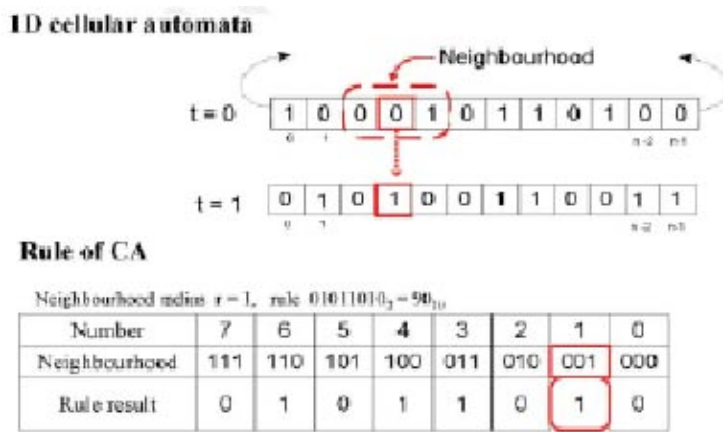 1D cellular automata
Neighbourhood
t = 0 1 0 0 0 1 0 1 1 0 1 0 0
0 1 n-2 n-1
t = 1 0 1 0 1 0 0 1 1 0 0 1 1
0 1 n-2 n-1
Rule of CA
Neighbourhood radius r = 1, rule 01011010₂ = 90₁₀
Number 7 6 5 4 3 2 1 0
Neighbourhood 111 110 101 100 011 010 001 000
Rule result 0 1 0 1 1 0 1 0